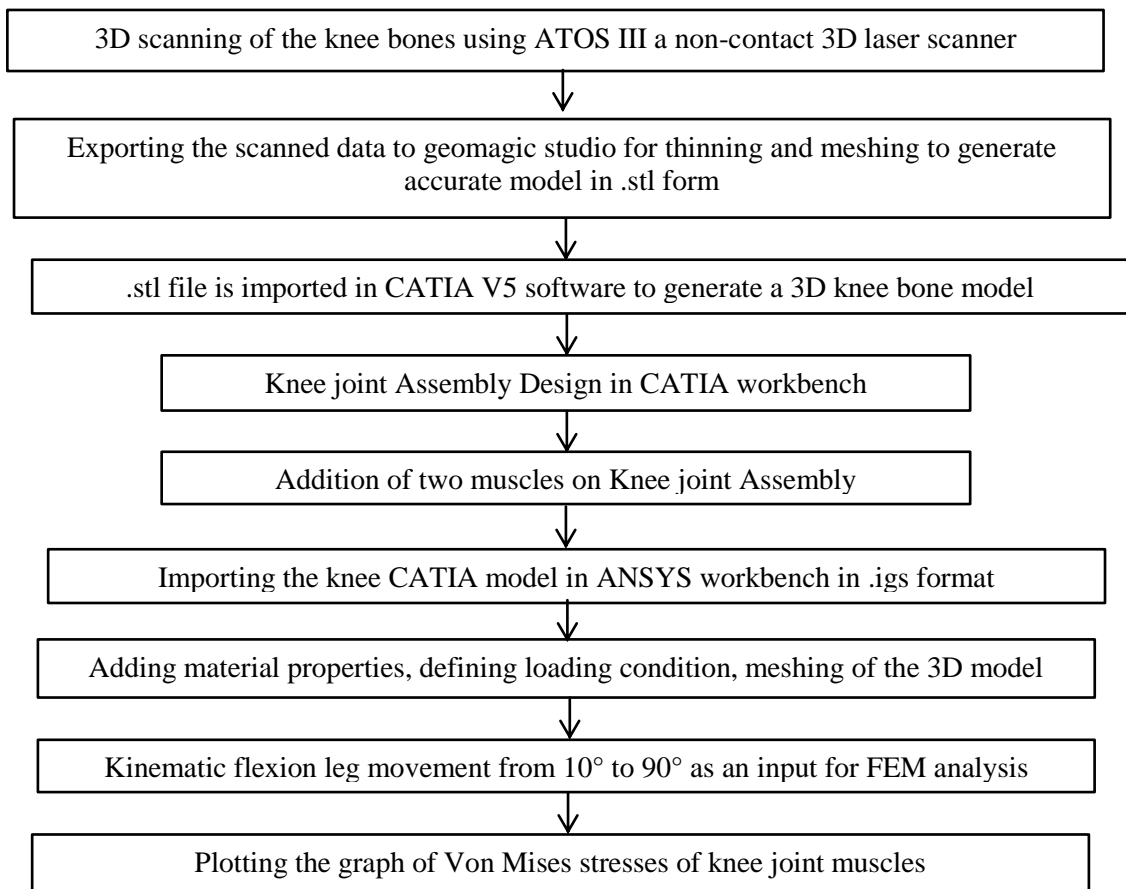 3D scanning of the knee bones using ATOS III a non-contact 3D laser scanner
Exporting the scanned data to geomagic studio for thinning and meshing to generate
accurate model in .stl form
.stl file is imported in CATIA V5 software to generate a 3D knee bone model
Knee joint Assembly Design in CATIA workbench
Addition of two muscles on Knee joint Assembly
Importing the knee CATIA model in ANSYS workbench in .igs format
Adding material properties, defining loading condition, meshing of the 3D model
Kinematic flexion leg movement from 10° to 90° as an input for FEM analysis
Plotting the graph of Von Mises stresses of knee joint muscles